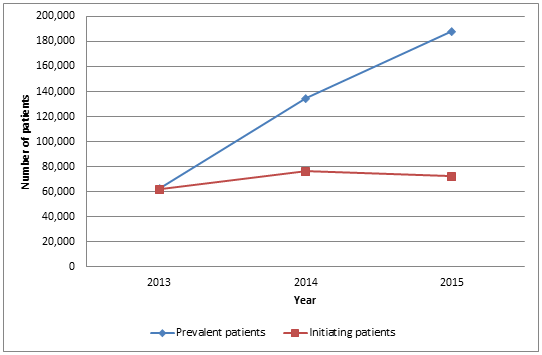 200,000
180,000
160,000
140,000
120,000
100,000
80,000
60,000
40,000
20,000
0
Number of patients
2013 2014 2015
Year
Prevalent patients Initiating patients